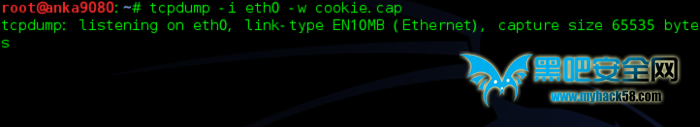 root@anka9080:~# tcpdump -i eth0 -w cookie.cap
tcpdump: listening on eth0, link-type EN10MB (Ethernet), capture size 65535 byte
s
黑吧安全网
www.myhack58.com